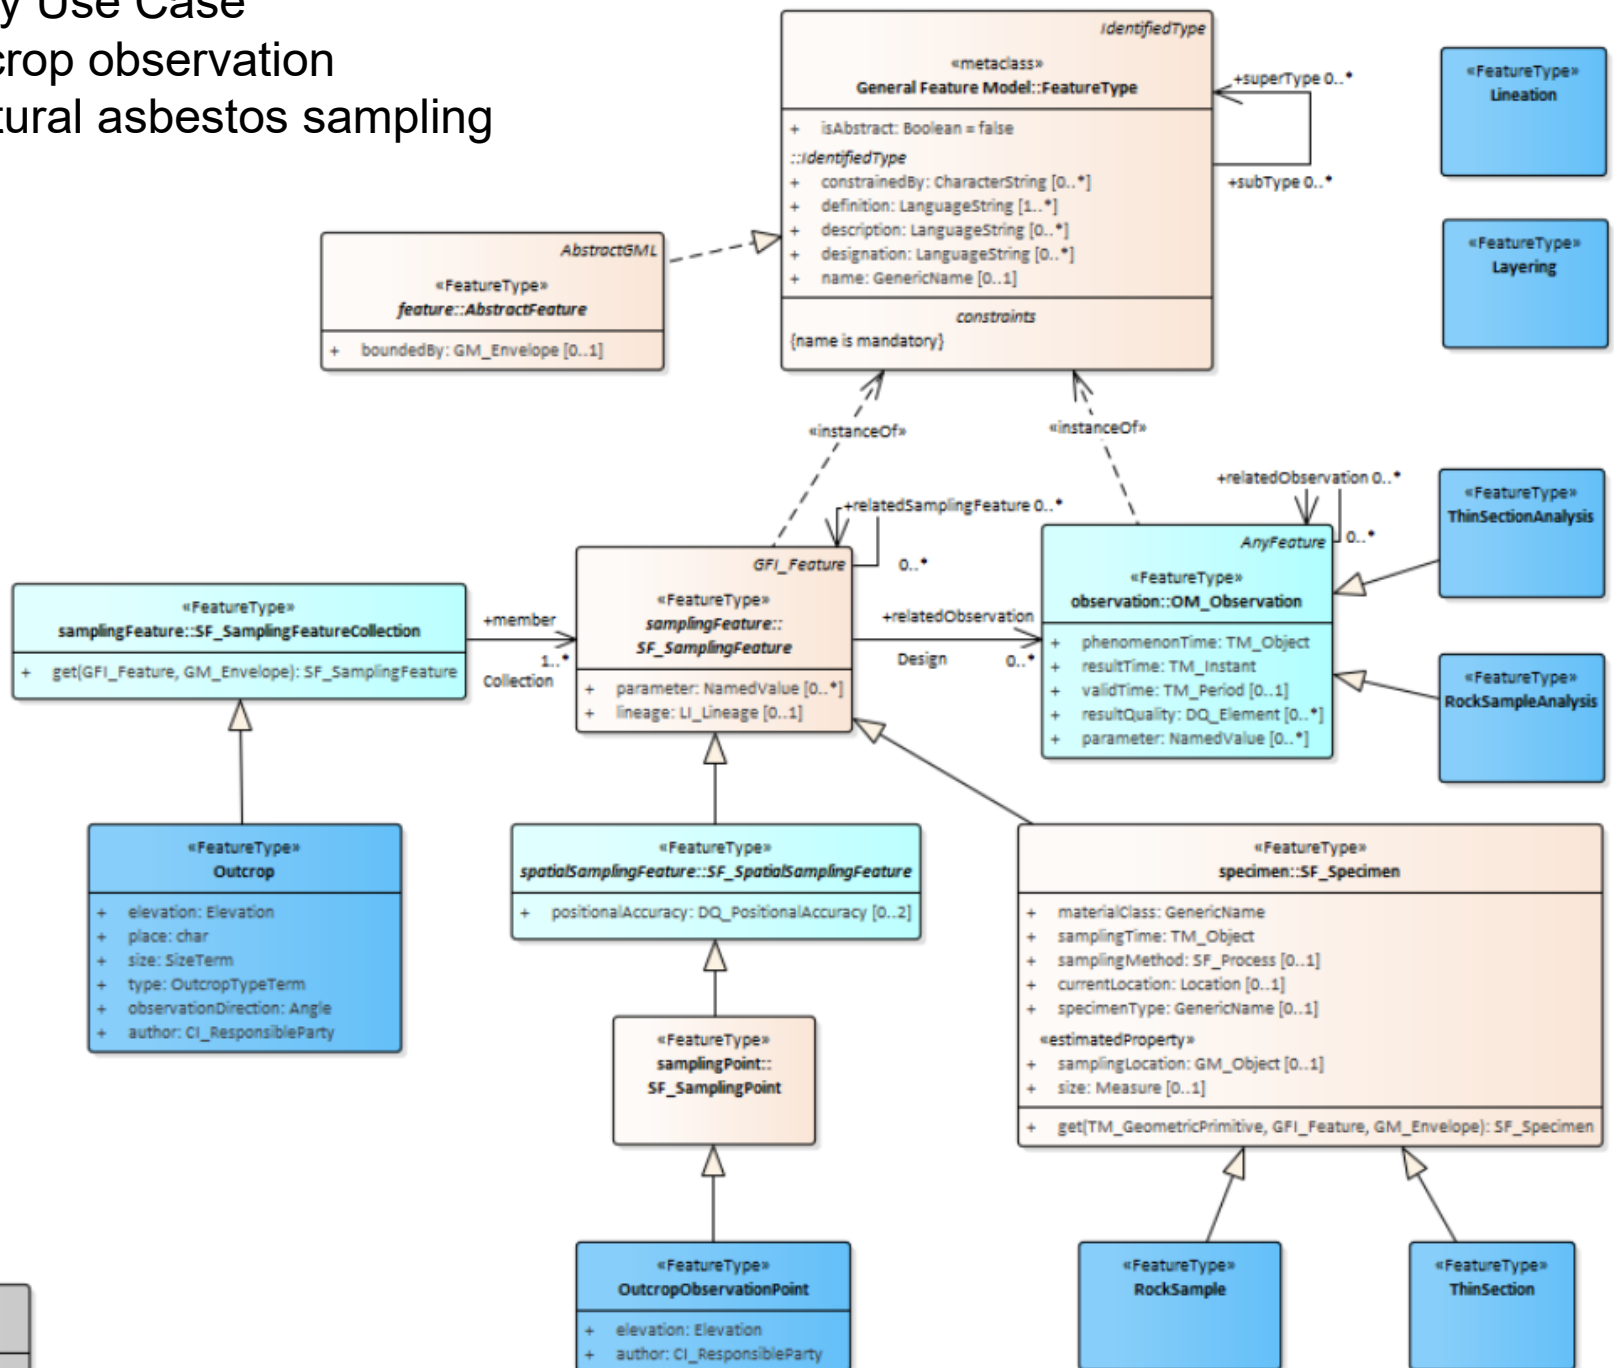 y Use Case
crop observation
tural asbestos sampling
IdentifiedType
«metaclass»
General Feature Model::FeatureType
+ isAbstract: Boolean = false
::IdentifiedType
+ constrainedBy: CharacterString [0..*]
+ definition: LanguageString [1..*]
+ description: LanguageString [0..*]
+ designation: LanguageString [0..*]
+ name: GenericName [0..1]
constraints
{name is mandatory}
+superType 0..*
+subType 0..*
«FeatureType»
Lineation
«FeatureType»
Layering
AbstractGML
«FeatureType»
feature::AbstractFeature
+ boundedBy: GM_Envelope [0..1]
«instanceOf»
«instanceOf»
+relatedSamplingFeature 0..*
0..*
+relatedObservation 0..*
0..*
«FeatureType»
ThinSectionAnalysis
«FeatureType»
samplingFeature::SF_SamplingFeatureCollection
+ get(GFI_Feature, GM_Envelope): SF_SamplingFeature
+member
1..*
Collection
GFI_Feature
«FeatureType»
samplingFeature::
SF_SamplingFeature
+ parameter: NamedValue [0..*]
+ lineage: LI_Lineage [0..1]
+relatedObservation
Design
0..*
AnyFeature
«FeatureType»
observation::OM_Observation
+ phenomenonTime: TM_Object
+ resultTime: TM_Instant
+ validTime: TM_Period [0..1]
+ resultQuality: DQ_Element [0..*]
+ parameter: NamedValue [0..*]
«FeatureType»
RockSampleAnalysis
«FeatureType»
Outcrop
+ elevation: Elevation
+ place: char
+ size: SizeTerm
+ type: OutcropTypeTerm
+ observationDirection: Angle
+ author: CI_ResponsibleParty
«FeatureType»
spatialSamplingFeature::SF_SpatialSamplingFeature
+ positionalAccuracy: DQ_PositionalAccuracy [0..2]
«FeatureType»
specimen::SF_Specimen
+ materialClass: GenericName
+ samplingTime: TM_Object
+ samplingMethod: SF_Process [0..1]
+ currentLocation: Location [0..1]
+ specimenType: GenericName [0..1]
«estimatedProperty»
+ samplingLocation: GM_Object [0..1]
+ size: Measure [0..1]
+ get(TM_GeometricPrimitive, GFI_Feature, GM_Envelope): SF_Specimen
«FeatureType»
samplingPoint::
SF_SamplingPoint
«FeatureType»
OutcropObservationPoint
+ elevation: Elevation
+ author: CI_ResponsibleParty
«FeatureType»
RockSample
«FeatureType»
ThinSection